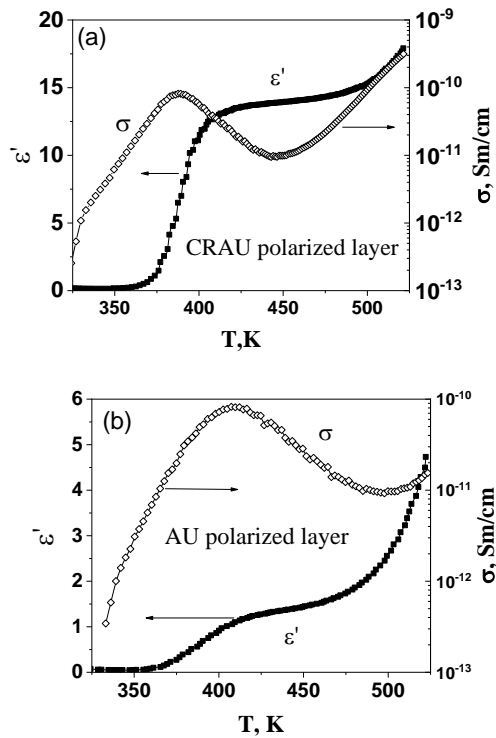 (a)
20
15
10
5
0
ε'
σ
ε'
CRAU polarized layer
10⁻⁹
10⁻¹⁰
10⁻¹¹
10⁻¹²
10⁻¹³
σ, Sm/cm
350 400 450 500
T,K
(b)
6
5
4
3
2
1
0
ε'
σ
AU polarized layer
ε'
10⁻¹⁰
10⁻¹¹
10⁻¹²
10⁻¹³
σ, Sm/cm
350 400 450 500
T, K